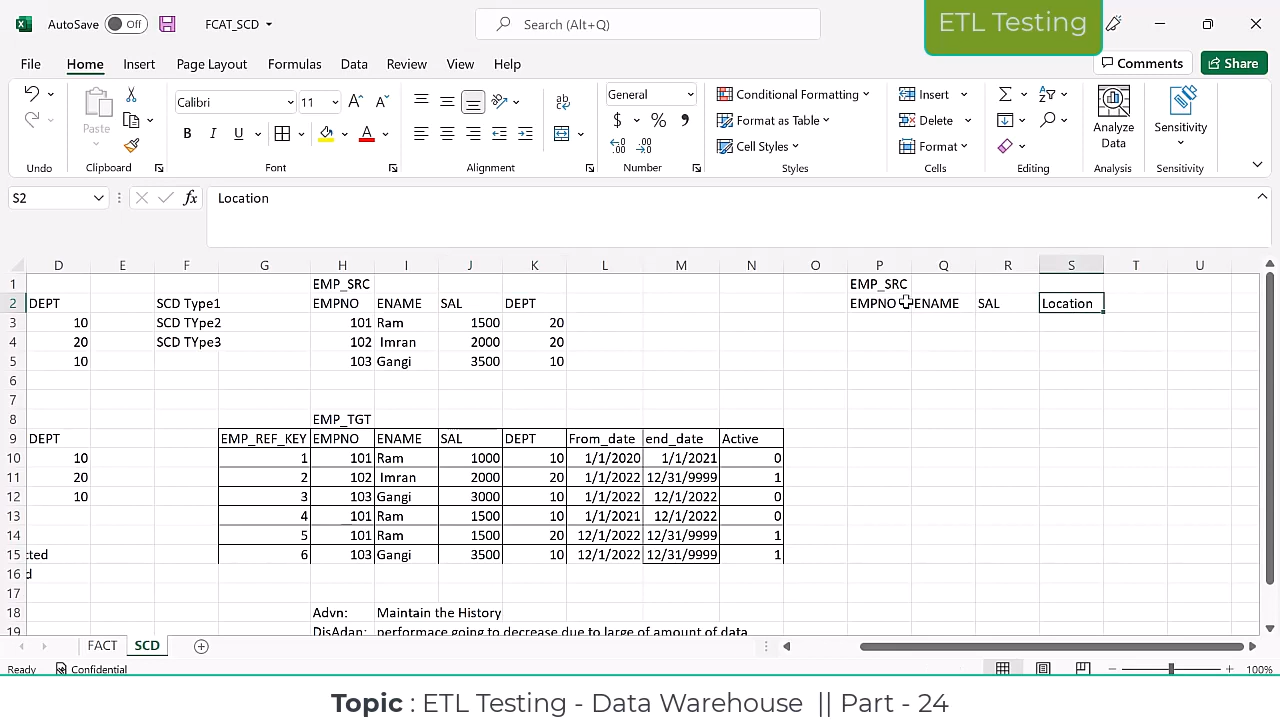 AutoSave Off FCAT_SCD Search (Alt+Q) ETL Testing
File Home Insert Page Layout Formulas Data Review View Help Comments Share
Calibri 11 General Conditional Formatting Insert
Paste B I U Format as Table Delete Analyze Data Sensitivity
Cell Styles Format
Undo Clipboard Font Alignment Number Styles Cells Editing Analysis Sensitivity
S2 fx Location
D E F G H I J K L M N O P Q R S T U
1 EMP_SRC EMP_SRC
2 DEPT SCD Type1 EMPNO ENAME SAL DEPT EMPNO ENAME SAL Location
3 10 SCD TYpe2 101 Ram 1500 20
4 20 SCD TYpe3 102 Imran 2000 20
5 10 103 Gangi 3500 10
6
7
8 EMP_TGT
9 DEPT EMP_REF_KEY EMPNO ENAME SAL DEPT From_date end_date Active
10 10 1 101 Ram 1000 10 1/1/2020 1/1/2021 0
11 20 2 102 Imran 2000 20 1/1/2022 12/31/9999 1
12 10 3 103 Gangi 3000 10 1/1/2022 12/1/2022 0
13 4 101 Ram 1500 10 1/1/2021 12/1/2022 0
14 5 101 Ram 1500 20 12/1/2022 12/31/9999 1
15 cted 6 103 Gangi 3500 10 12/1/2022 12/31/9999 1
16 d
17
18 Advn: Maintain the History
19 DisAdan: performace going to decrease due to large of amount of data
FACT SCD
Ready Confidential 100%
Topic : ETL Testing - Data Warehouse || Part - 24